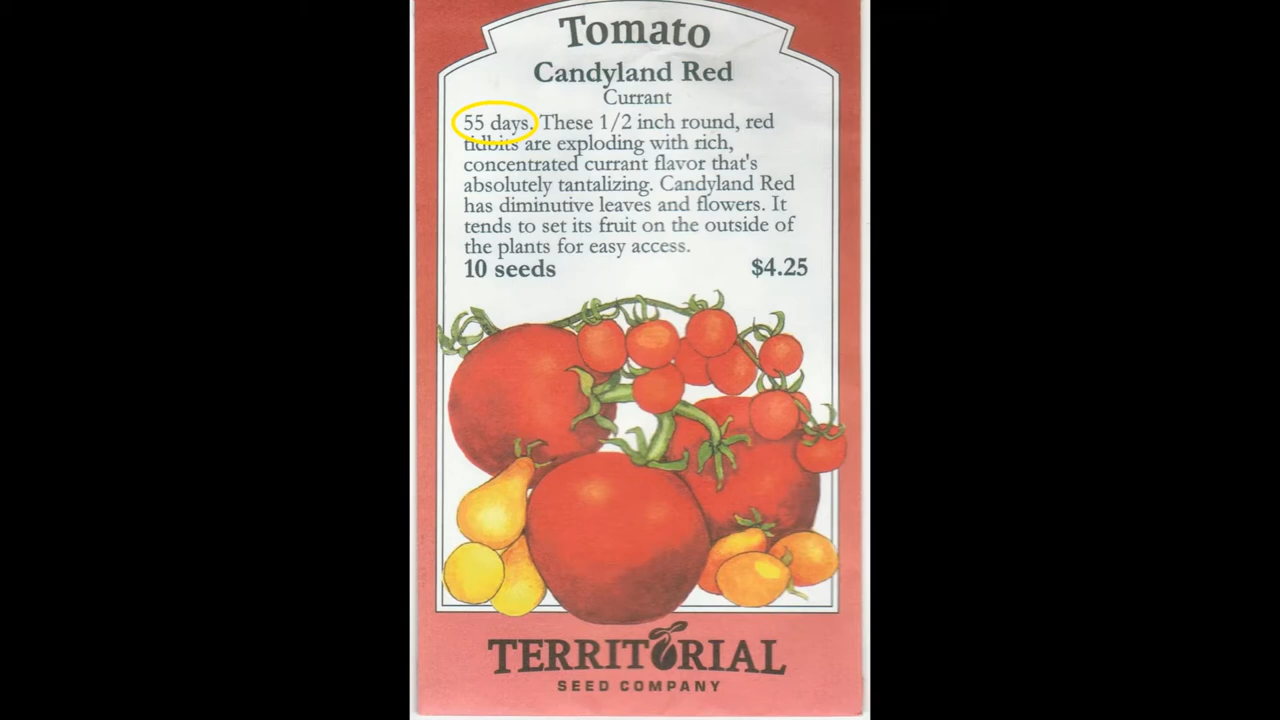 Tomato
Candyland Red
Currant
55 days. These 1/2 inch round, red
tidbits are exploding with rich,
concentrated currant flavor that's
absolutely tantalizing. Candyland Red
has diminutive leaves and flowers. It
tends to set its fruit on the outside of
the plants for easy access.
10 seeds $4.25
TERRITORIAL
SEED COMPANY